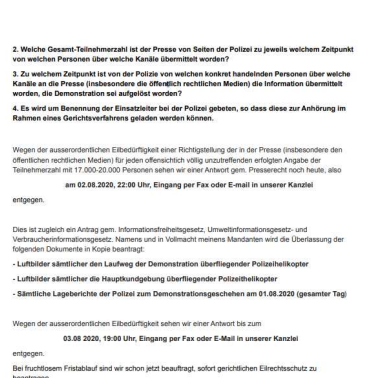 2. Welche Gesamt-Teilnehmerzahl ist der Presse von Seiten der Polizei zu jeweils welchem Zeitpunkt
von welchen Personen über welche Kanäle übermittelt worden?
3. Zu welchem Zeitpunkt ist von der Polizie von welchen konkret handelnden Personen über welche
Kanäle an die Presse (insbesondere die öffentlich rechtlichen Medien) die Information übermittelt
worden, die Demonstration sei aufgelöst worden?
4. Es wird um Benennung der Einsatzleiter bei der Polizei gebeten, so dass diese zur Anhörung im
Rahmen eines Gerichtsverfahrens geladen werden können.
Wegen der ausserordentlichen Eilbedürftigkeit einer Richtigstellung der in der Presse (insbesondere den
öffentlichen rechtlichen Medien) für jeden offensichtlich völlig unzutreffenden erfolgten Angabe der
Teilnehmerzahl mit 17.000-20.000 Personen sehen wir einer Antwort gem. Presserecht noch heute, also
am 02.08.2020, 22:00 Uhr, Eingang per Fax oder E-mail in unserer Kanzlei
entgegen.
Dies ist zugleich ein Antrag gem. Informationsfreiheitsgesetz, Umweltinformationsgesetz- und
Verbraucherinformationsgesetz. Namens und in Vollmacht meinens Mandanten wird die Überlassung der
folgenden Dokumente in Kopie beantragt:
- Luftbilder sämtlicher den Laufweg der Demonstration überfliegender Polizeihelikopter
- Luftbilder sämtlicher die Hauptkundgebung überfliegender Polizeihelikopter
- Sämtliche Lageberichte der Polizei zum Demonstrationsgeschehen am 01.08.2020 (gesamter Tag)
Wegen der ausserordentlichen Eilbedürftigkeit sehen wir einer Antwort bis zum
03.08 2020, 19:00 Uhr, Eingang per Fax oder E-Mail in unserer Kanzlei
entgegen.
Bei fruchtlosem Fristablauf sind wir schon jetzt beauftragt, sofort gerichtlichen Eilrechtsschutz zu